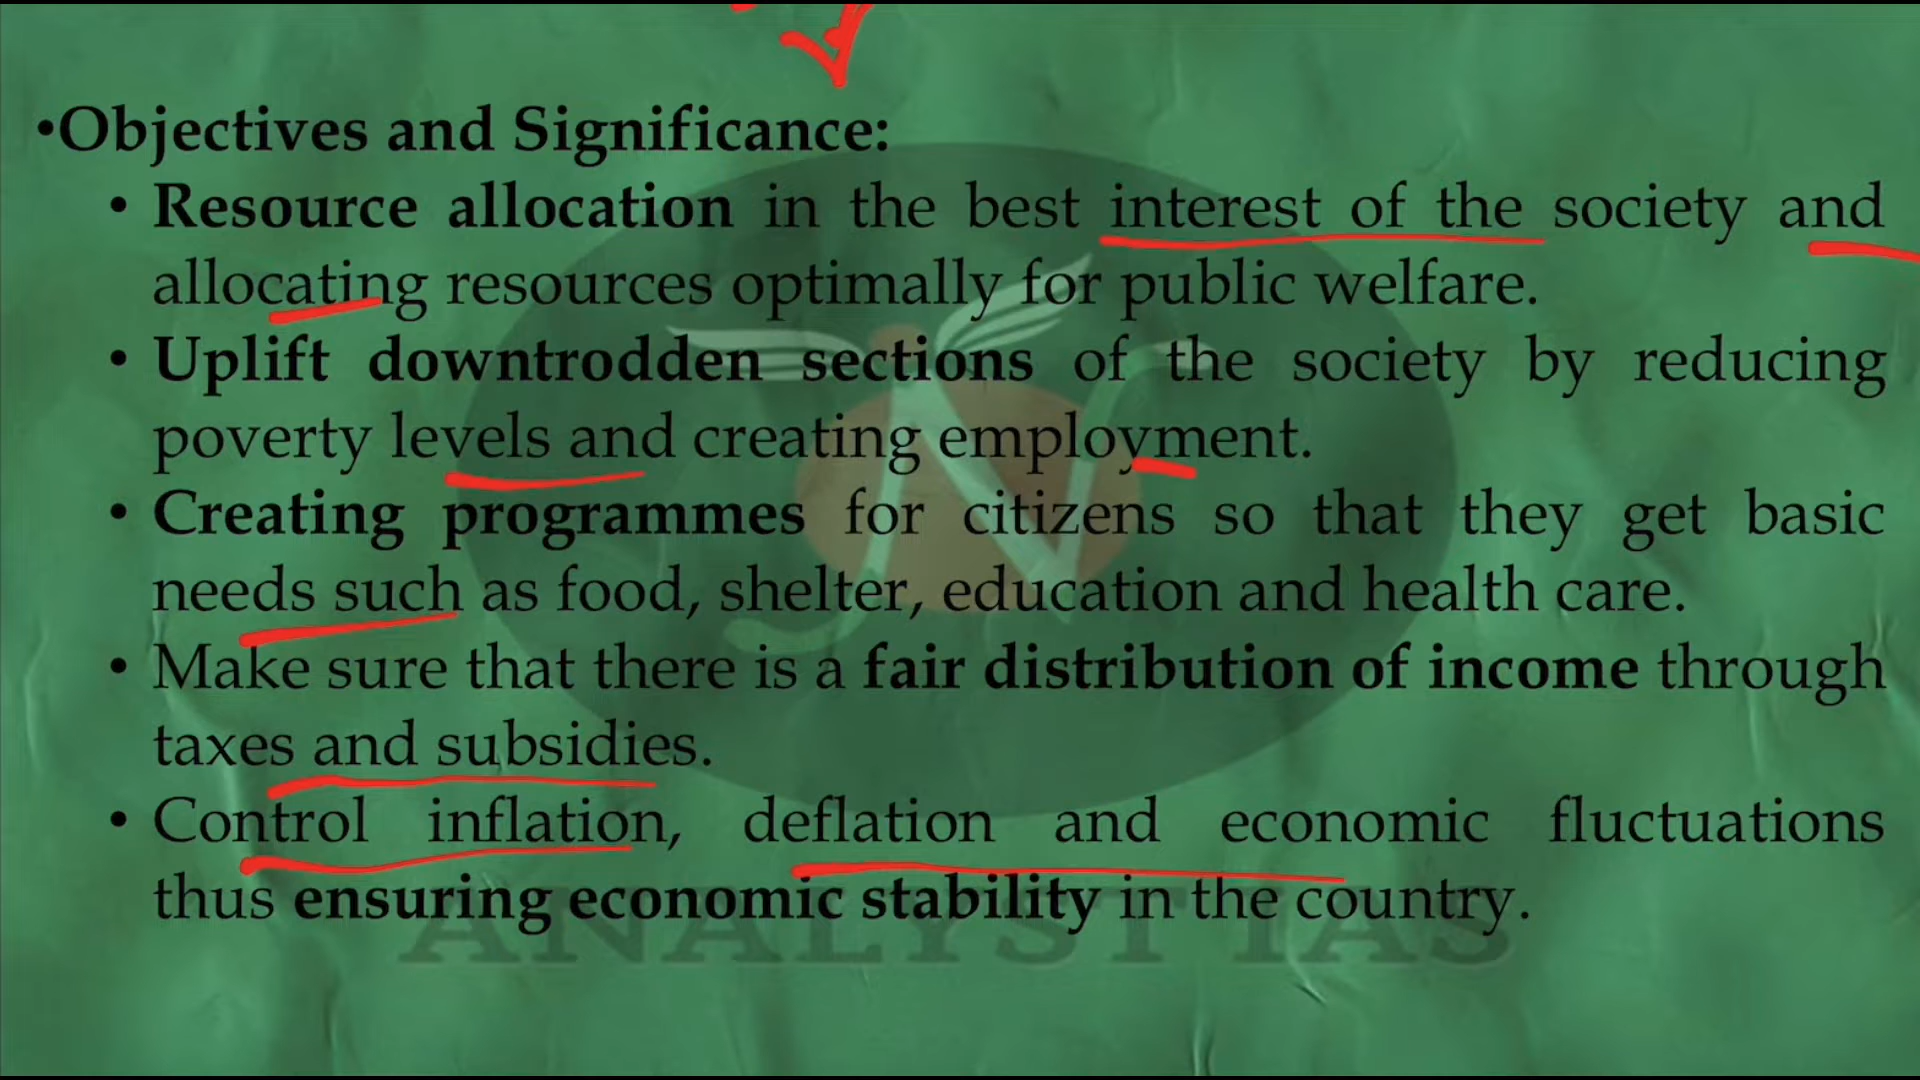 •Objectives and Significance:
• Resource allocation in the best interest of the society and
allocating resources optimally for public welfare.
• Uplift downtrodden sections of the society by reducing
poverty levels and creating employment.
• Creating programmes for citizens so that they get basic
needs such as food, shelter, education and health care.
• Make sure that there is a fair distribution of income through
taxes and subsidies.
• Control inflation, deflation and economic fluctuations
thus ensuring economic stability in the country.
ANALYST IAS